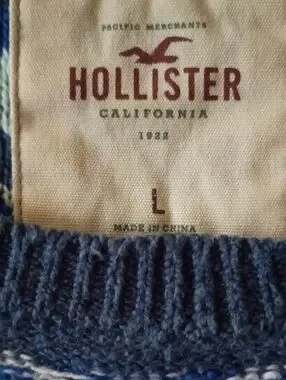 PACIFIC MERCHANTS
HOLLISTER
CALIFORNIA
1922
L
MADE IN CHINA